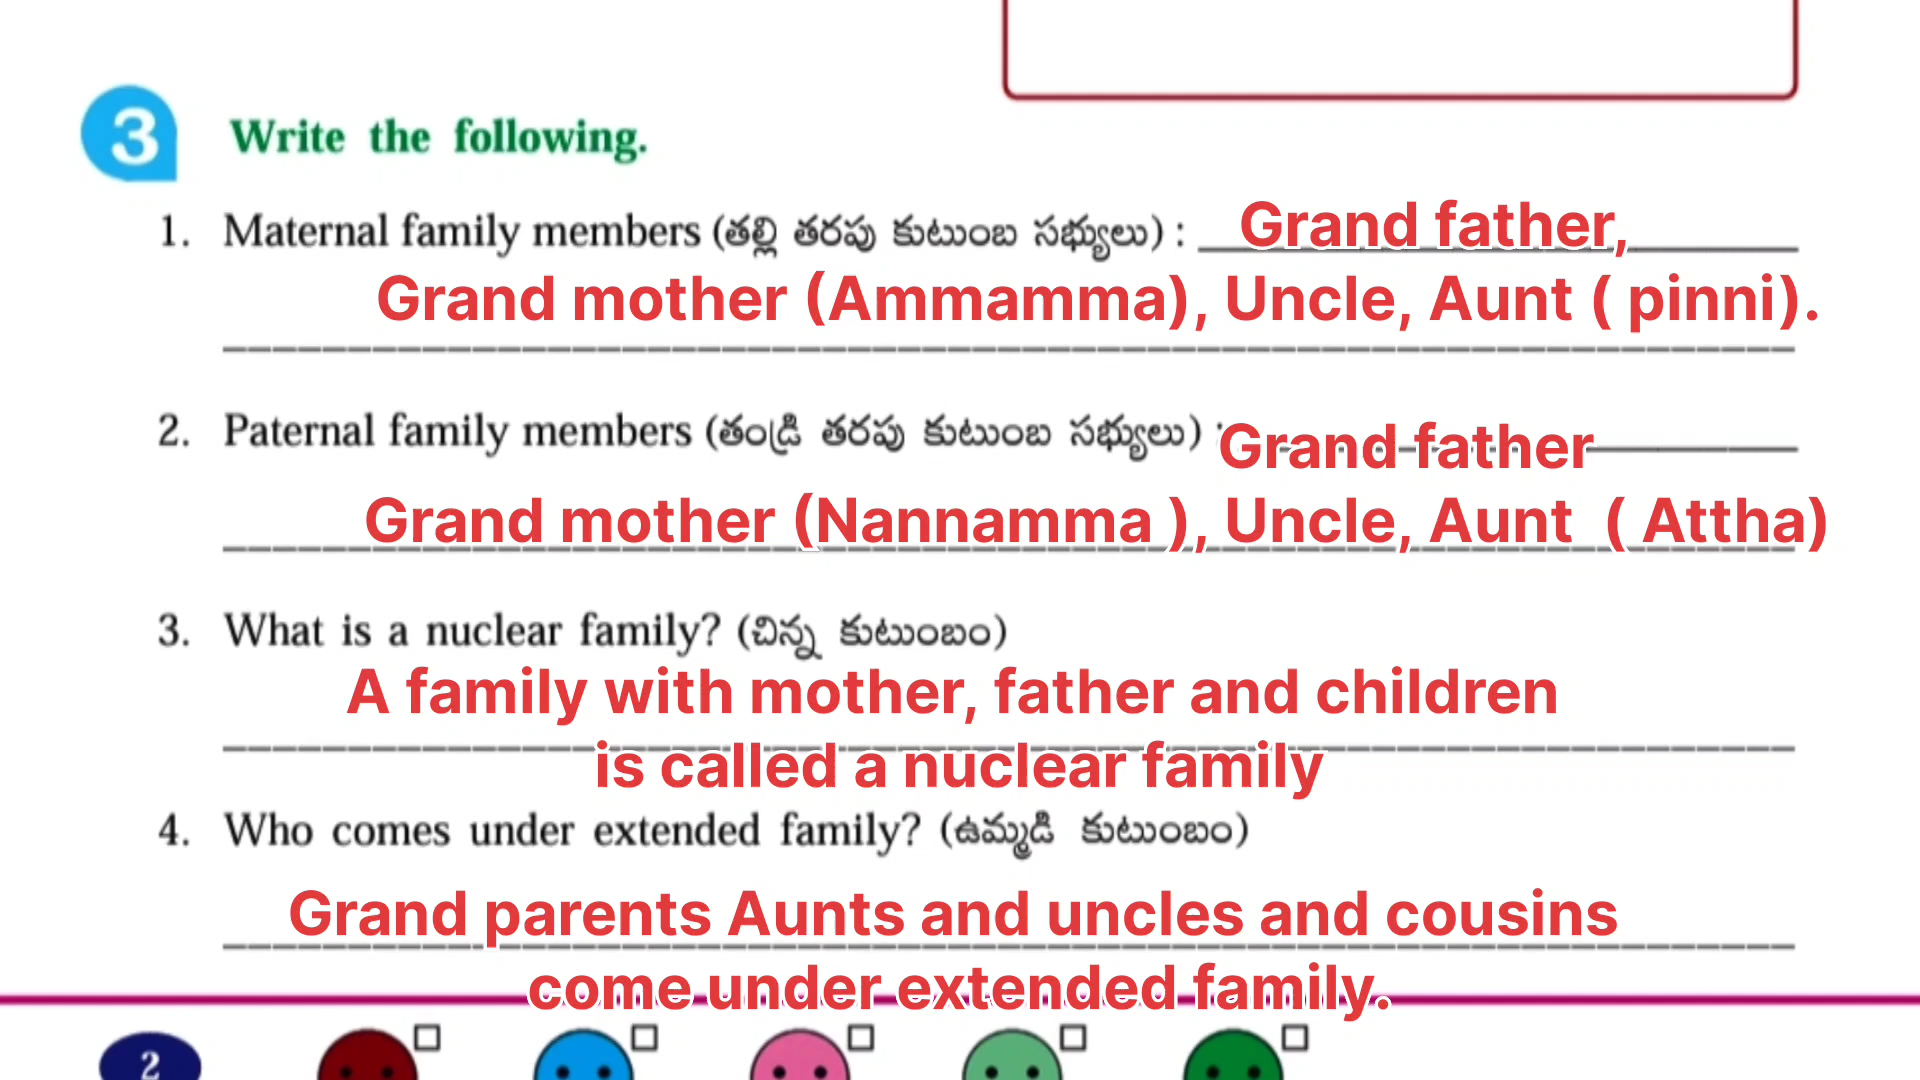 3 Write the following.
1. Maternal family members (తల్లి తరపు కుటుంబ సభ్యులు) : Grand father,
Grand mother (Ammamma), Uncle, Aunt ( pinni).
2. Paternal family members (తండ్రి తరపు కుటుంబ సభ్యులు) : Grand father
Grand mother (Nannamma ), Uncle, Aunt ( Attha)
3. What is a nuclear family? (చిన్న కుటుంబం)
A family with mother, father and children
is called a nuclear family
4. Who comes under extended family? (ఉమ్మడి కుటుంబం)
Grand parents Aunts and uncles and cousins
come under extended family.
2